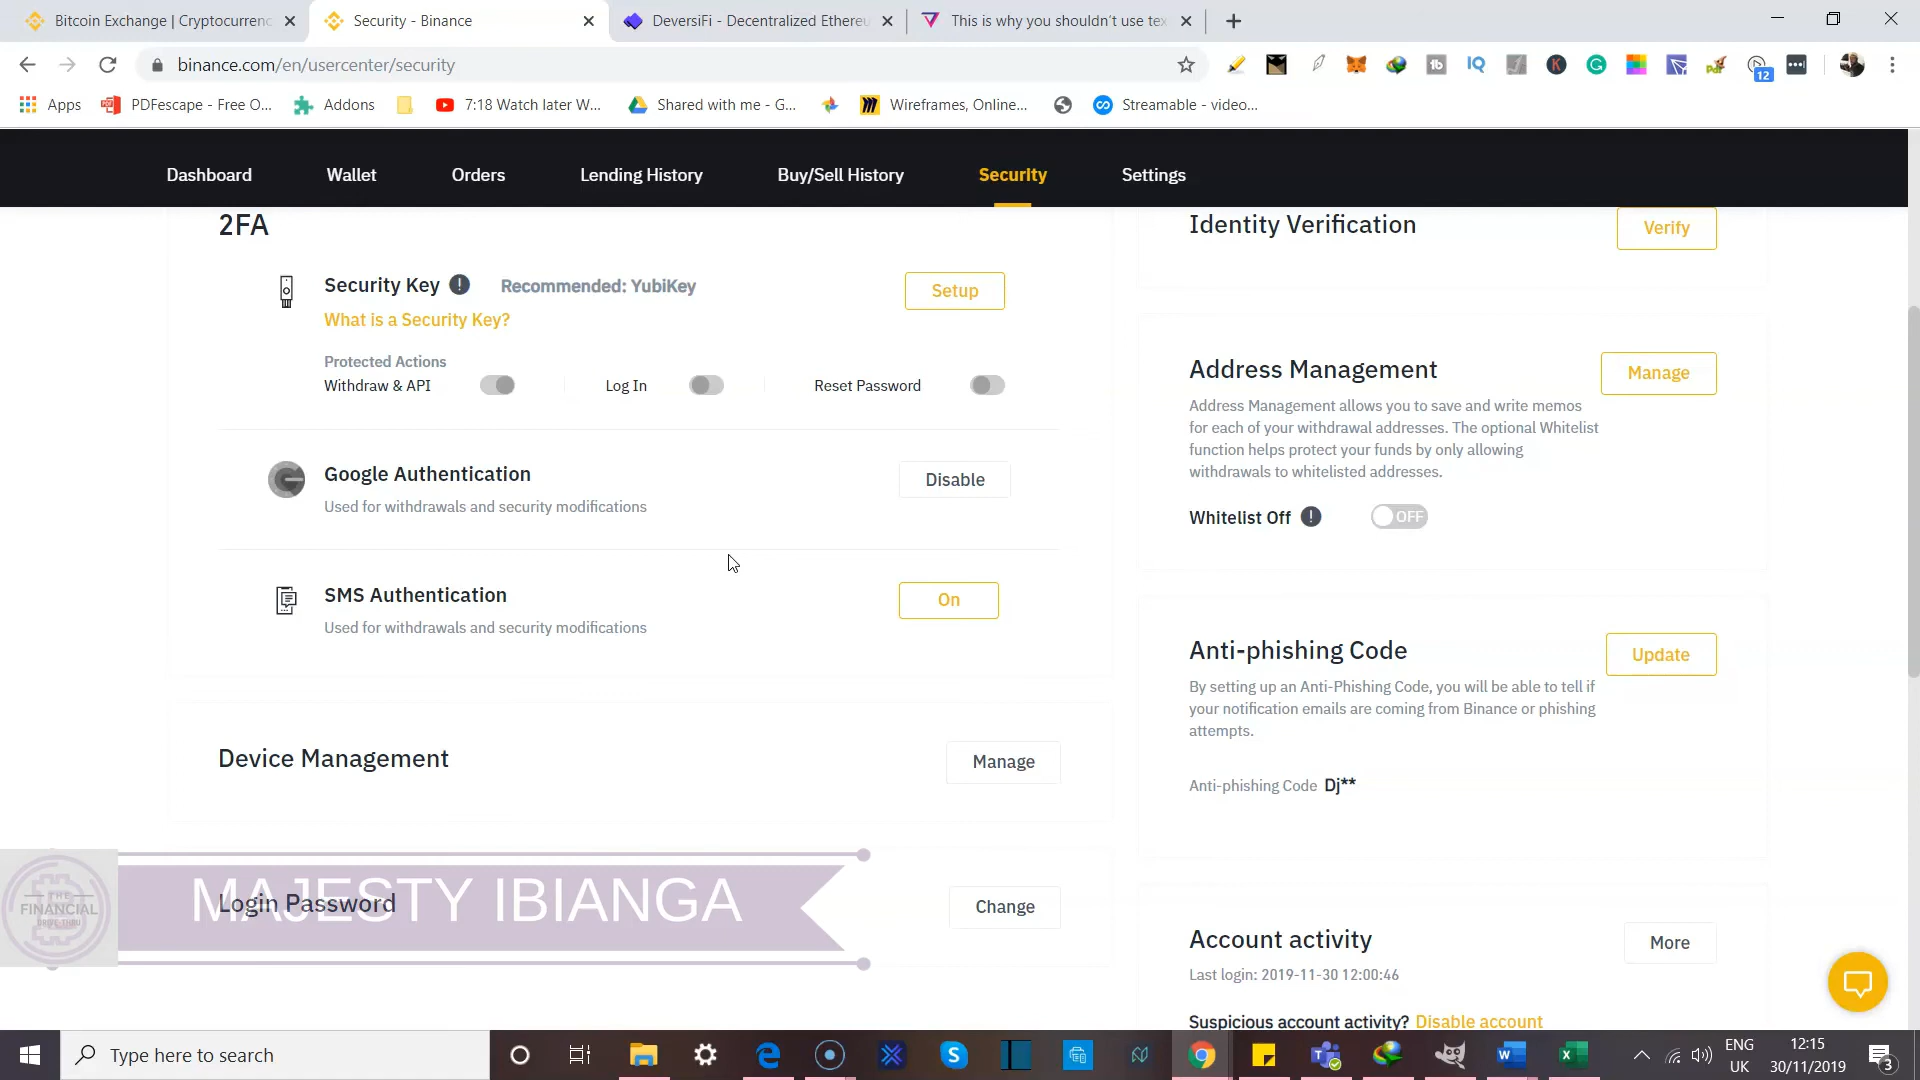 Bitcoin Exchange | Cryptocurrenc
Security - Binance
DeversiFi - Decentralized Ethereu
This is why you shouldn't use tex
binance.com/en/usercenter/security
12
Apps
PDFescape - Free O...
Addons
7:18 Watch later W...
Shared with me - G...
Wireframes, Online...
Streamable - video...
Dashboard
Wallet
Orders
Lending History
Buy/Sell History
Security
Settings
2FA
Security Key
Recommended: YubiKey
Setup
What is a Security Key?
Protected Actions
Withdraw & API
Log In
Reset Password
Google Authentication
Disable
Used for withdrawals and security modifications
SMS Authentication
On
Used for withdrawals and security modifications
Device Management
Manage
Login Password
Change
MAJESTY IBIANGA
THE
FINANCIAL
DRIVE-THRU
Identity Verification
Verify
Address Management
Manage
Address Management allows you to save and write memos
for each of your withdrawal addresses. The optional Whitelist
function helps protect your funds by only allowing
withdrawals to whitelisted addresses.
Whitelist Off
OFF
Anti-phishing Code
Update
By setting up an Anti-Phishing Code, you will be able to tell if
your notification emails are coming from Binance or phishing
attempts.
Anti-phishing Code Dj**
Account activity
More
Last login: 2019-11-30 12:00:46
Suspicious account activity? Disable account
Type here to search
ENG
UK
12:15
30/11/2019
3